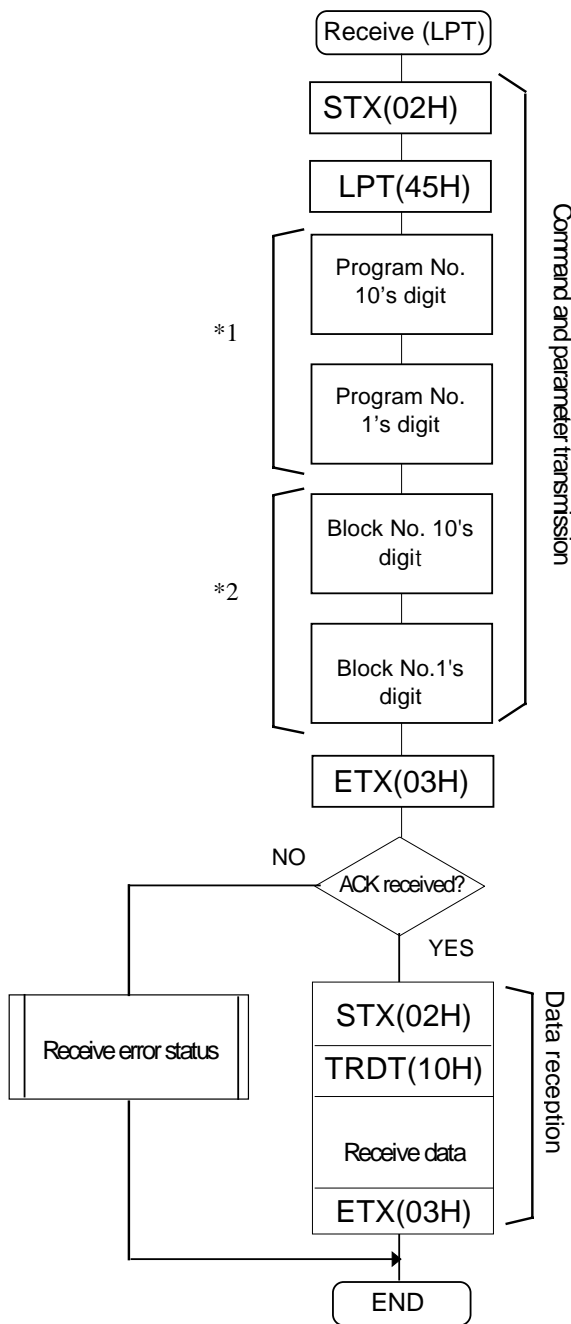 Receive (LPT)
STX(02H)
LPT(45H)
Program No.
10’s digit
*1
Program No.
1’s digit
Block No. 10's
digit
*2
Block No.1's
digit
Command and parameter transmission
ETX(03H)
NO
ACK received?
YES
STX(02H)
TRDT(10H)
Receive data
ETX(03H)
Data reception
Receive error status
END